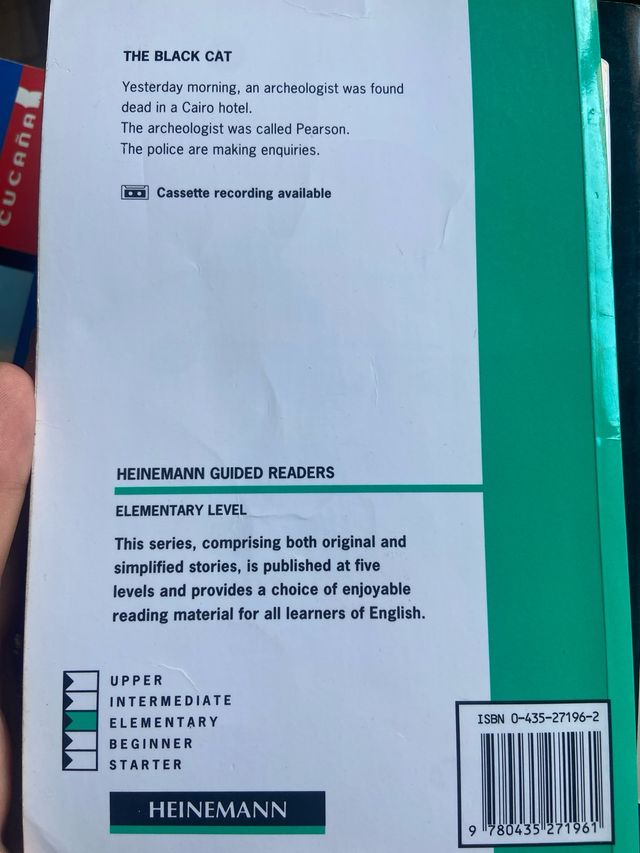 THE BLACK CAT
Yesterday morning, an archeologist was found
dead in a Cairo hotel.
The archeologist was called Pearson.
The police are making enquiries.
Cassette recording available
CUCAÑA
HEINEMANN GUIDED READERS
ELEMENTARY LEVEL
This series, comprising both original and
simplified stories, is published at five
levels and provides a choice of enjoyable
reading material for all learners of English.
UPPER
INTERMEDIATE
ELEMENTARY
BEGINNER
STARTER
HEINEMANN
ISBN 0-435-27196-2
9 780435 271961